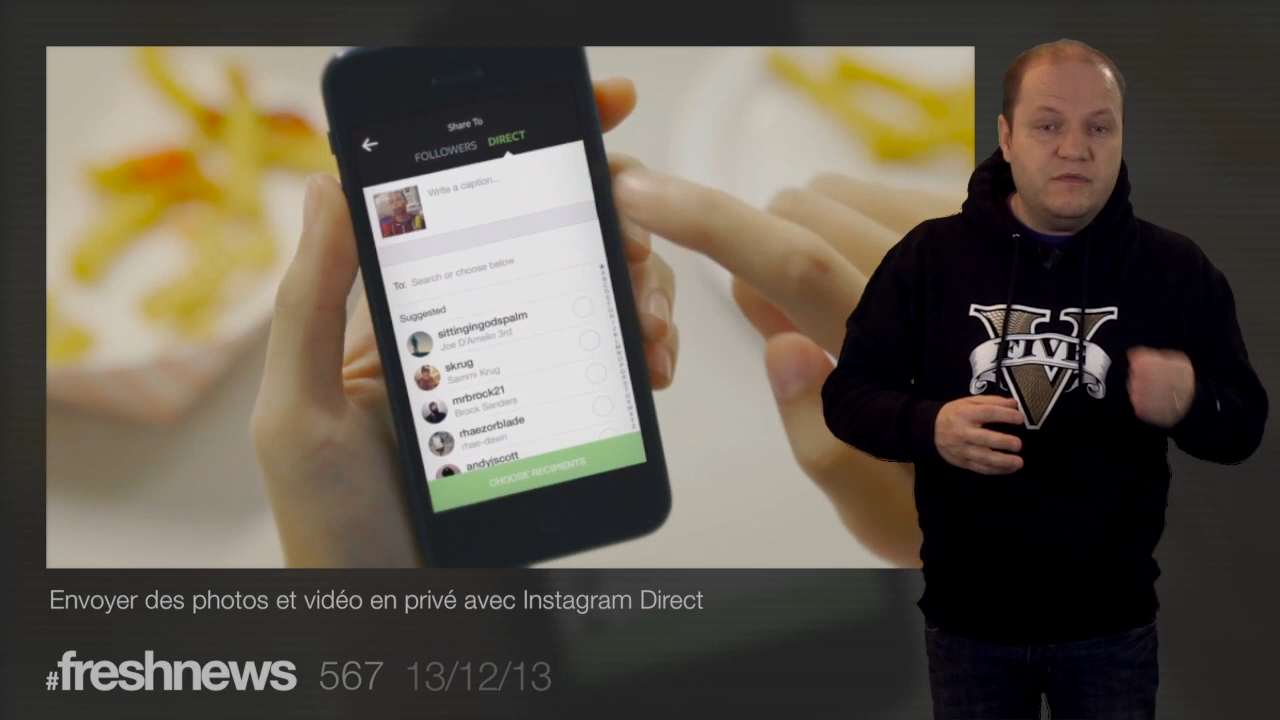 Share To
FOLLOWERS DIRECT
Write a caption...
To: Search or choose below
Suggested
sittingingodspalm
Joe D'Amelio 3rd
skrug
Sammi Krug
mrbrock21
Brock Sanders
rhaezorblade
rhae-dawn
andyjscott
CHOOSE RECIPIENTS
V
FIVE
Envoyer des photos et vidéo en privé avec Instagram Direct
#freshnews 567 13/12/13